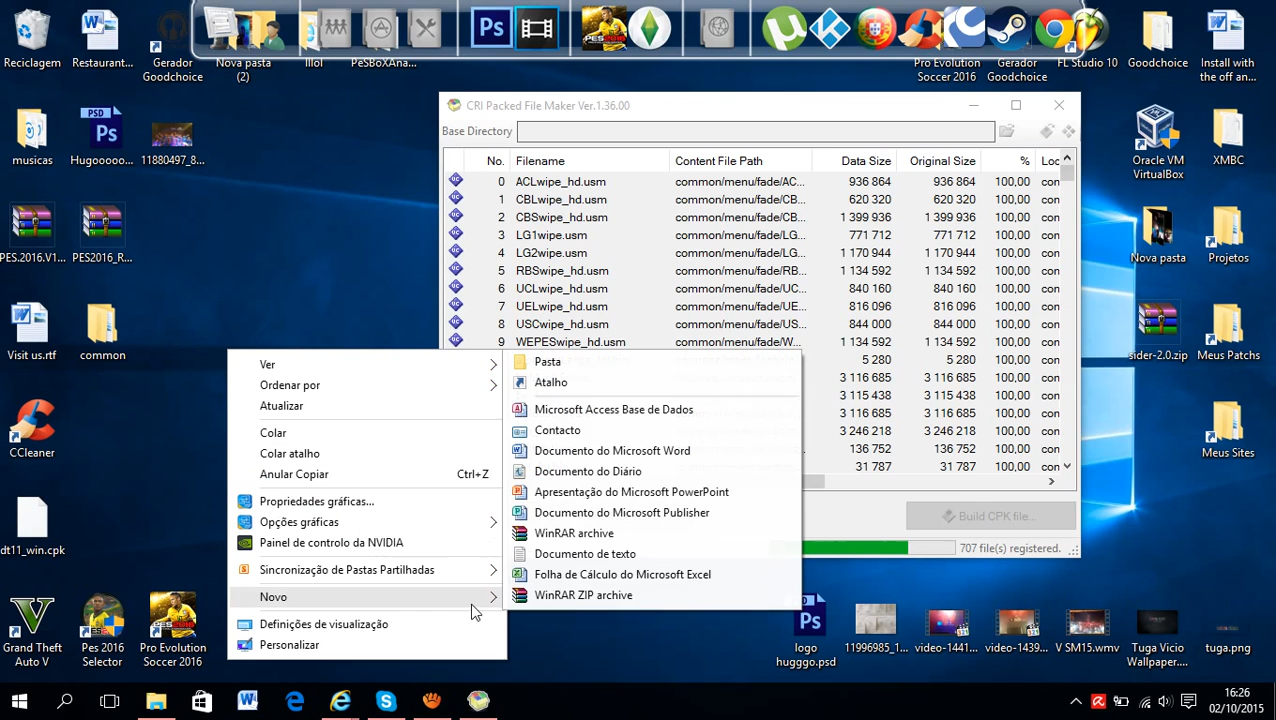 Reciclagem
Restaurant...
Gerador
Goodchoice
Nova pasta
(2)
lllol
PeSBoXAna...
Ps
PES2016
Pro Evolution
Soccer 2016
Gerador
Goodchoice
FL Studio 10
Goodchoice
Install with
the off an...
musicas
PSD
Ps
Hugooooo...
11880497_8...
PES.2016.V1...
PES2016_R...
Visit us.rtf
common
CCleaner
dt11_win.cpk
Grand Theft
Auto V
Pes 2016
Selector
Pro Evolution
Soccer 2016
CRI Packed File Maker Ver.1.36.00
Base Directory
No.
Filename
Content File Path
Data Size
Original Size
%
Loc
0 ACLwipe_hd.usm common/menu/fade/AC... 936 864 936 864 100,00 con
1 CBLwipe_hd.usm common/menu/fade/CB... 620 320 620 320 100,00 con
2 CBSwipe_hd.usm common/menu/fade/CB... 1 399 936 1 399 936 100,00 con
3 LG1wipe.usm common/menu/fade/LG... 771 712 771 712 100,00 con
4 LG2wipe.usm common/menu/fade/LG... 1 170 944 1 170 944 100,00 con
5 RBSwipe_hd.usm common/menu/fade/RB... 1 134 592 1 134 592 100,00 con
6 UCLwipe_hd.usm common/menu/fade/UC... 840 160 840 160 100,00 con
7 UELwipe_hd.usm common/menu/fade/UE... 816 096 816 096 100,00 con
8 USCwipe_hd.usm common/menu/fade/US... 844 000 844 000 100,00 con
9 WEPESwipe_hd.usm common/menu/fade/W... 1 134 592 1 134 592 100,00 con
5 280 5 280 100,00 con
3 116 685 3 116 685 100,00 con
3 115 438 3 115 438 100,00 con
3 116 685 3 116 685 100,00 con
3 246 218 3 246 218 100,00 con
136 752 136 752 100,00 con
31 787 31 787 100,00 con
Build CPK file...
707 file(s) registered.
Ver
Ordenar por
Atualizar
Colar
Colar atalho
Anular Copiar Ctrl+Z
Propriedades gráficas...
Opções gráficas
Painel de controlo da NVIDIA
Sincronização de Pastas Partilhadas
Novo
Definições de visualização
Personalizar
Pasta
Atalho
Microsoft Access Base de Dados
Contacto
Documento do Microsoft Word
Documento do Diário
Apresentação do Microsoft PowerPoint
Documento do Microsoft Publisher
WinRAR archive
Documento de texto
Folha de Cálculo do Microsoft Excel
WinRAR ZIP archive
Oracle VM
VirtualBox
XMBC
Nova pasta
Projetos
sider-2.0.zip
Meus Patchs
Meus Sites
PSD
Ps
logo
hugggo.psd
11996985_1...
video-1441...
video-1439...
V SM15.wmv
Tuga Vicio
Wallpaper....
tuga.png
16:26
02/10/2015